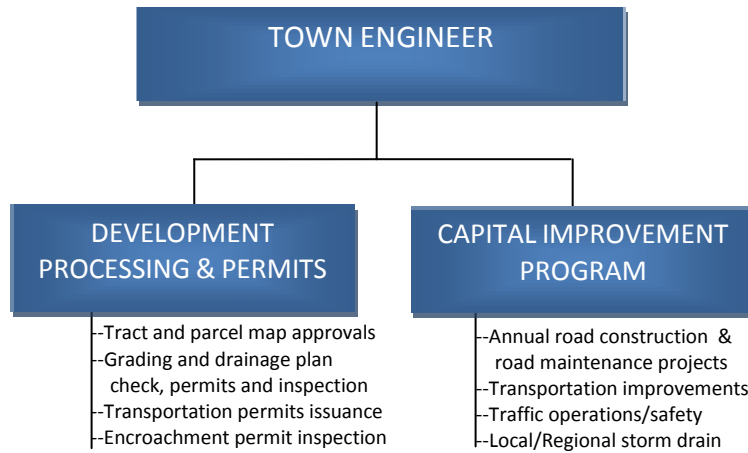 TOWN ENGINEER
DEVELOPMENT
PROCESSING & PERMITS
--Tract and parcel map approvals
--Grading and drainage plan
check, permits and inspection
--Transportation permits issuance
--Encroachment permit inspection
CAPITAL IMPROVEMENT
PROGRAM
--Annual road construction &
road maintenance projects
--Transportation improvements
--Traffic operations/safety
--Local/Regional storm drain